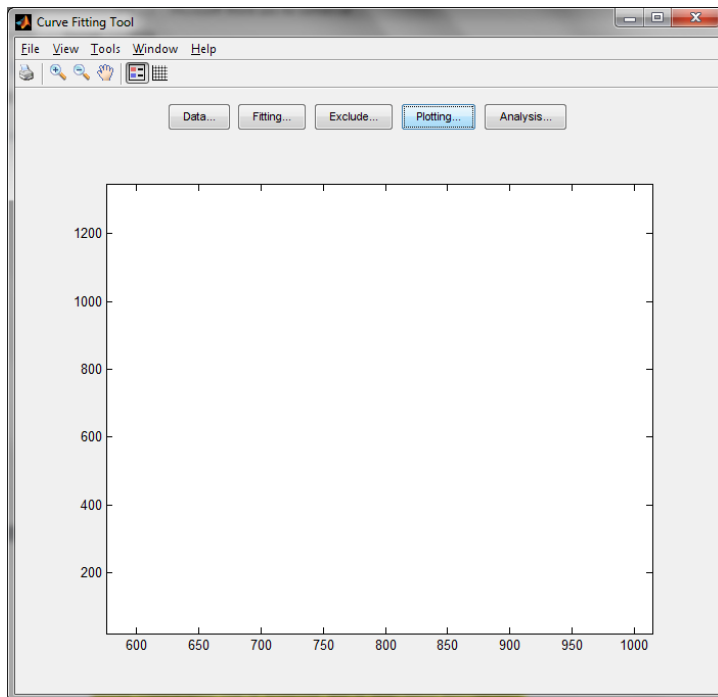 Curve Fitting Tool
File View Tools Window Help
Data... Fitting... Exclude... Plotting... Analysis...
1200
1000
800
600
400
200
600 650 700 750 800 850 900 950 1000